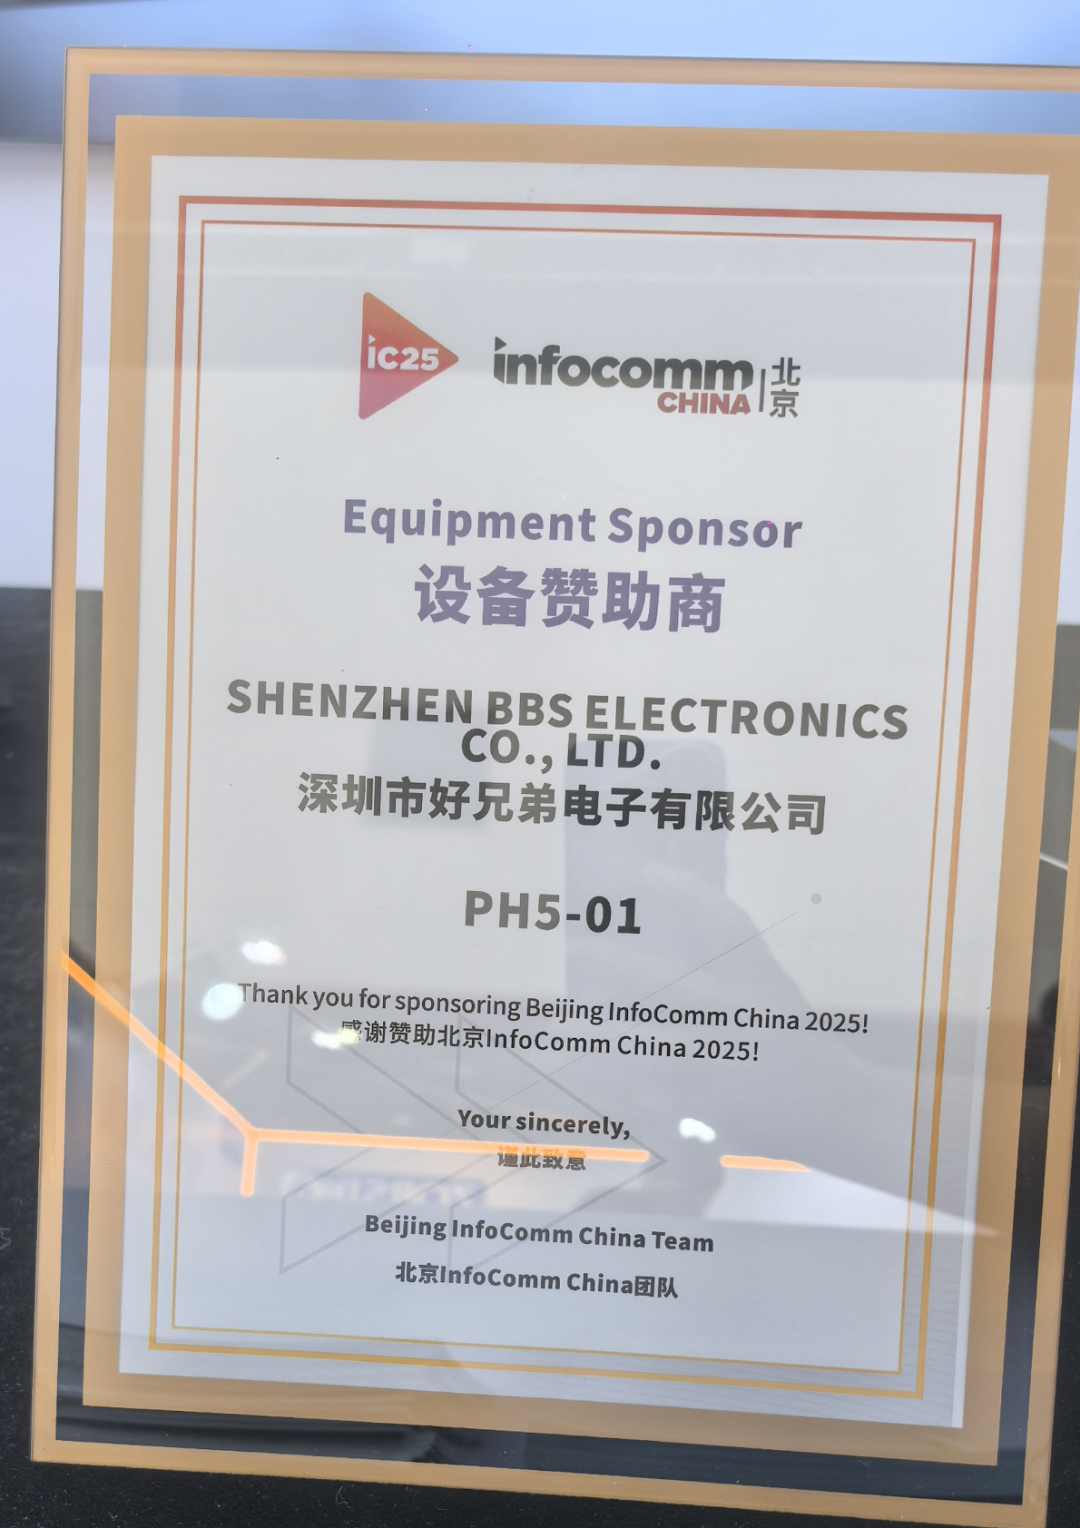 iC25
infocomm
CHINA
北京
Equipment Sponsor
设备赞助商
SHENZHEN BBS ELECTRONICS
CO., LTD.
深圳市好兄弟电子有限公司
PH5-01
Thank you for sponsoring Beijing InfoComm China 2025!
感谢赞助北京InfoComm China 2025!
Your sincerely,
谨此致意
Beijing InfoComm China Team
北京InfoComm China团队